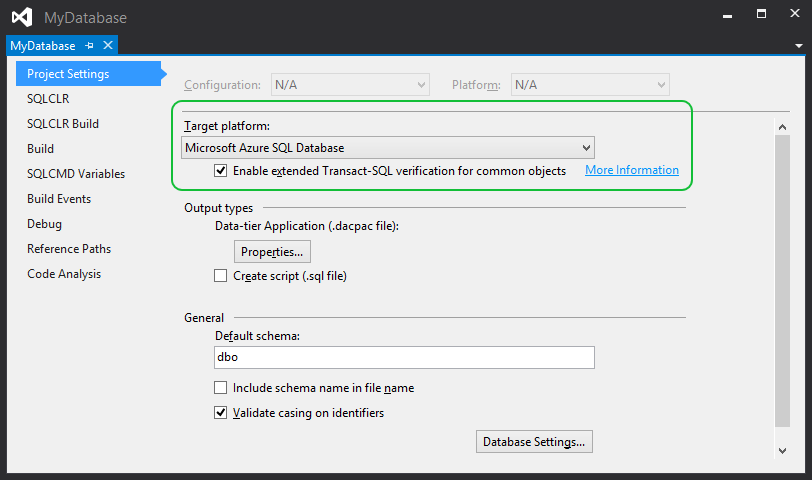 MyDatabase
MyDatabase
Project Settings
SQLCLR
SQLCLR Build
Build
SQLCMD Variables
Build Events
Debug
Reference Paths
Code Analysis
Configuration: N/A Platform: N/A
Target platform:
Microsoft Azure SQL Database
Enable extended Transact-SQL verification for common objects More Information
Output types
Data-tier Application (.dacpac file):
Properties...
Create script (.sql file)
General
Default schema:
dbo
Include schema name in file name
Validate casing on identifiers
Database Settings...